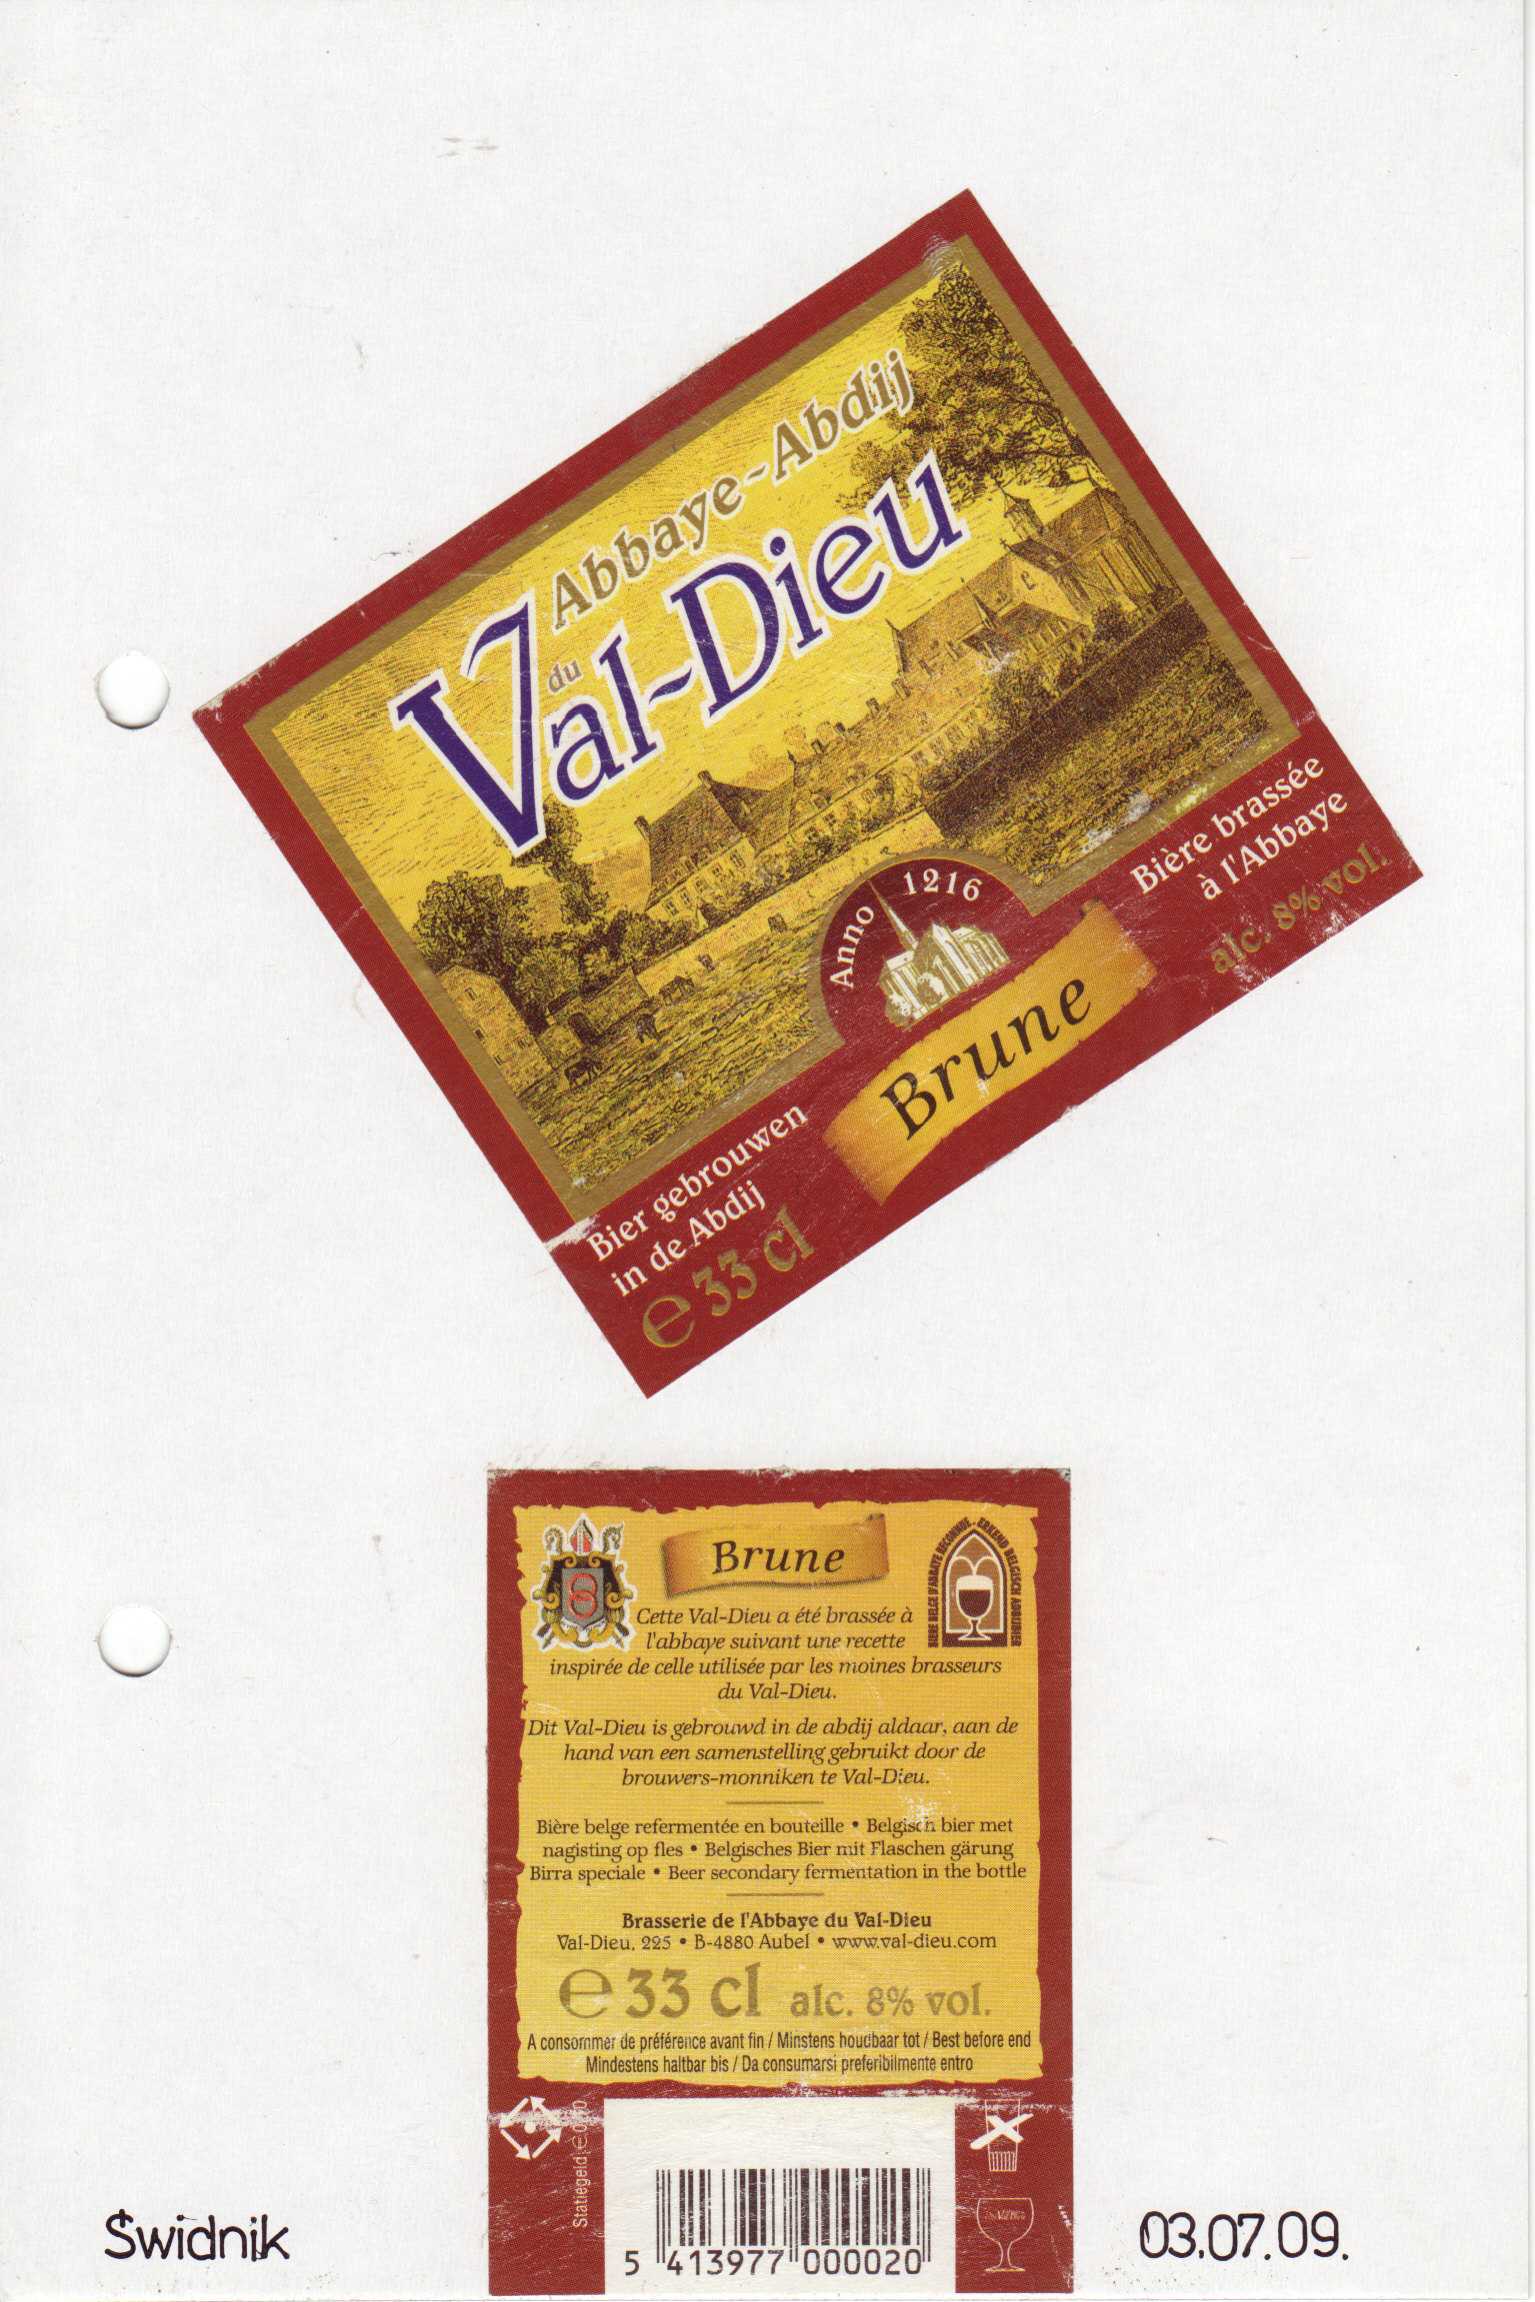 Abbaye-Abdij
du
Val-Dieu
Anno 1216
Brune
Bier gebrouwen
in de Abdij
e 33 cl
Bière brassée
à l'Abbaye
alc. 8% vol.
Brune
BIERE BELGE D'ABBAYE RECONNUE - ERKEND BELGISCH ABDIJBIER
Cette Val-Dieu a été brassée à
l'abbaye suivant une recette
inspirée de celle utilisée par les moines brasseurs
du Val-Dieu.
Dit Val-Dieu is gebrouwd in de abdij aldaar, aan de
hand van een samenstelling gebruikt door de
brouwers-monniken te Val-Dieu.
Bière belge refermentée en bouteille • Belgisch bier met
nagisting op fles • Belgisches Bier mit Flaschen gärung
Birra speciale • Beer secondary fermentation in the bottle
Brasserie de l'Abbaye du Val-Dieu
Val-Dieu, 225 • B-4880 Aubel • www.val-dieu.com
e 33 cl alc. 8% vol.
A consommer de préférence avant fin / Minstens houdbaar tot / Best before end
Mindestens haltbar bis / Da consumarsi preferibilmente entro
Statiegeld:
5 413977 000020
Świdnik
03.07.09.